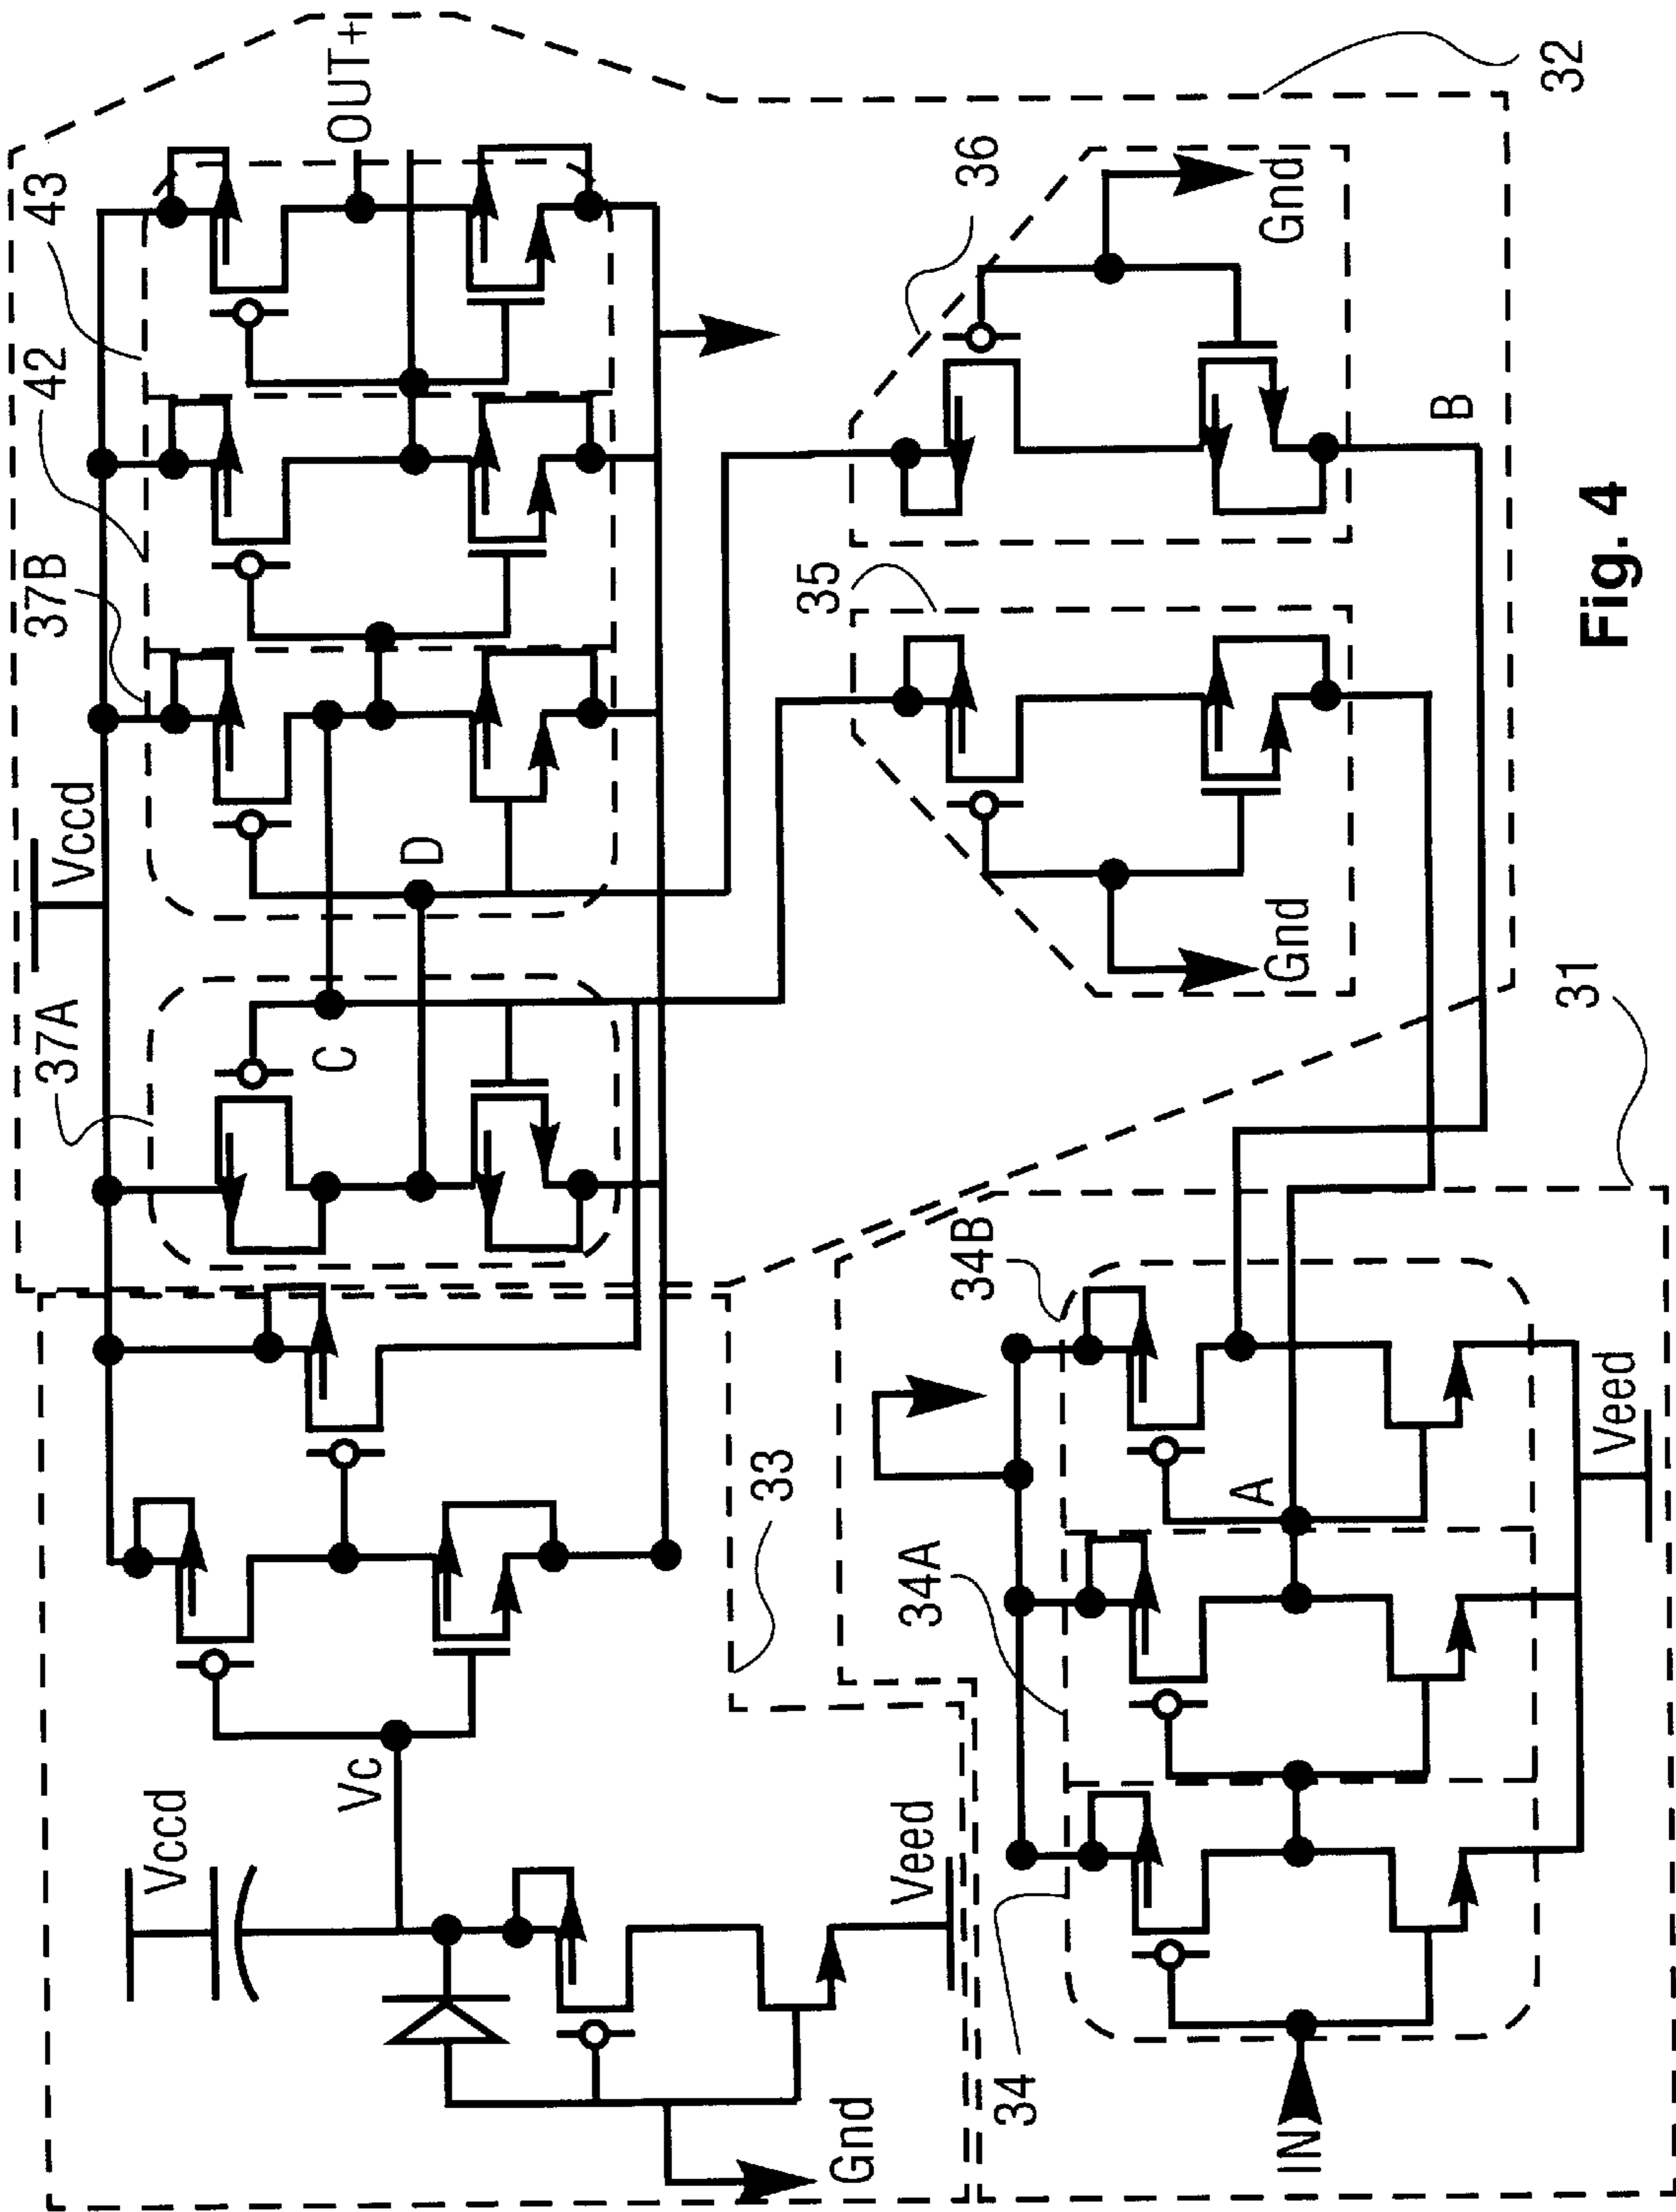 43
OUT+
42
37B
37A
Vccd
D
C
36
32
35
Gnd
Gnd
B
Fig. 4
31
33
34B
34A
34
A
Vccd
Vc
Veed
Gnd
Veed
IN